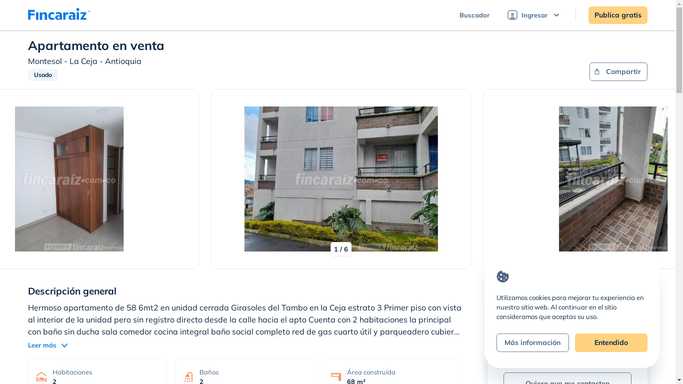 Fincaraiz
Buscador
Ingresar
Publica gratis
Apartamento en venta
Montesol - La Ceja - Antioquia
Usado
Compartir
fincaraiz.com.co
fincaraiz.com.co
fincaraiz
1 / 6
Descripción general
Hermoso apartamento de 58 6mt2 en unidad cerrada Girasoles del Tambo en la Ceja estrato 3 Primer piso con vista
al interior de la unidad pero sin registro directo desde la calle hacia el apto Cuenta con 2 habitaciones la principal
con baño sin ducha sala comedor cocina integral baño social completo red de gas cuarto útil y parqueadero cubier...
Leer más
Habitaciones
2
Baños
2
Área construida
68 m²
Utilizamos cookies para mejorar tu experiencia en
nuestro sitio web. Al continuar en el sitio
consideramos que aceptas su uso.
Más información
Entendido
Quiero que me contacten